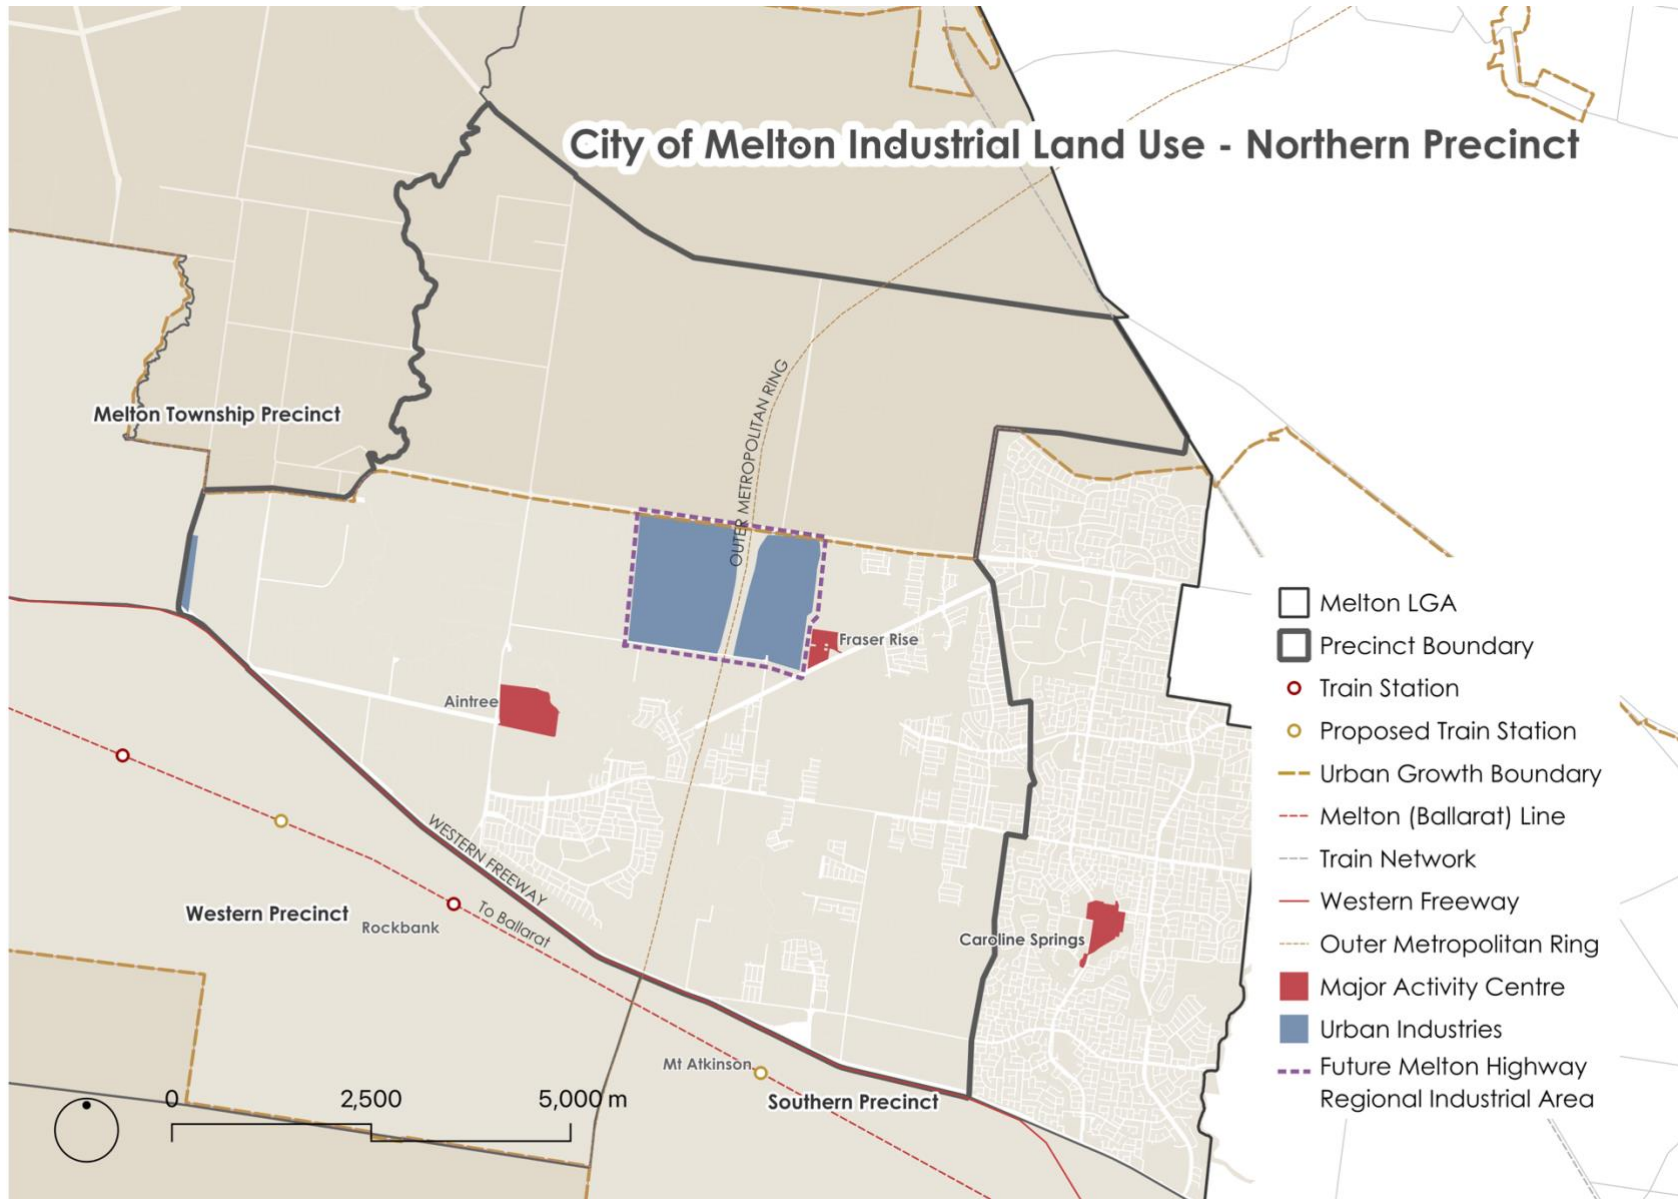 City of Melton Industrial Land Use - Northern Precinct
OUTER METROPOLITAN RING
Melton Township Precinct
Fraser Rise
Aintree
WESTERN FREEWAY
To Ballarat
Western Precinct
Rockbank
Caroline Springs
Mt Atkinson
Southern Precinct
0 2,500 5,000 m
Melton LGA
Precinct Boundary
Train Station
Proposed Train Station
Urban Growth Boundary
Melton (Ballarat) Line
Train Network
Western Freeway
Outer Metropolitan Ring
Major Activity Centre
Urban Industries
Future Melton Highway
Regional Industrial Area